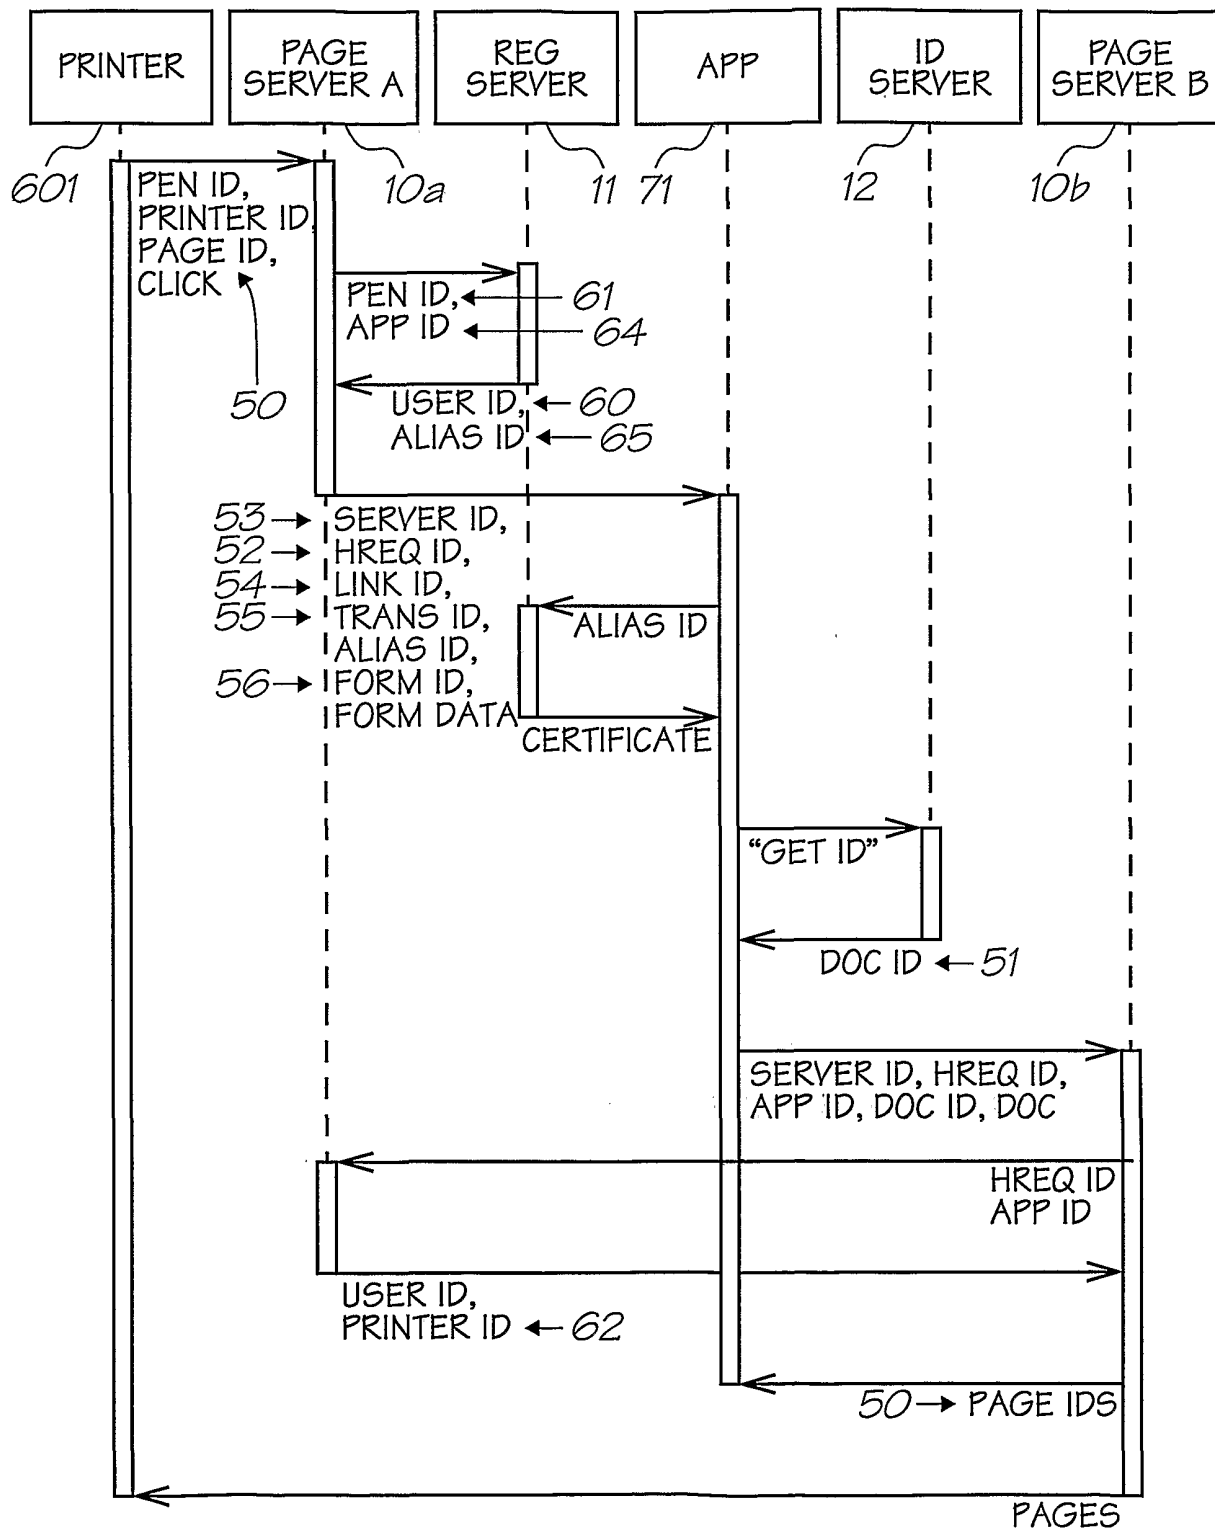 PRINTER
PAGE
SERVER A
REG
SERVER
APP
ID
SERVER
PAGE
SERVER B
601
10a
11
71
12
10b
PEN ID,
PRINTER ID,
PAGE ID,
CLICK
50
PEN ID,
61
APP ID
64
USER ID,
60
ALIAS ID
65
53
SERVER ID,
52
HREQ ID,
54
LINK ID,
55
TRANS ID,
ALIAS ID,
56
FORM ID,
FORM DATA
ALIAS ID
CERTIFICATE
“GET ID”
DOC ID
51
SERVER ID, HREQ ID,
APP ID, DOC ID, DOC
HREQ ID
APP ID
USER ID,
PRINTER ID
62
50
PAGE IDS
PAGES